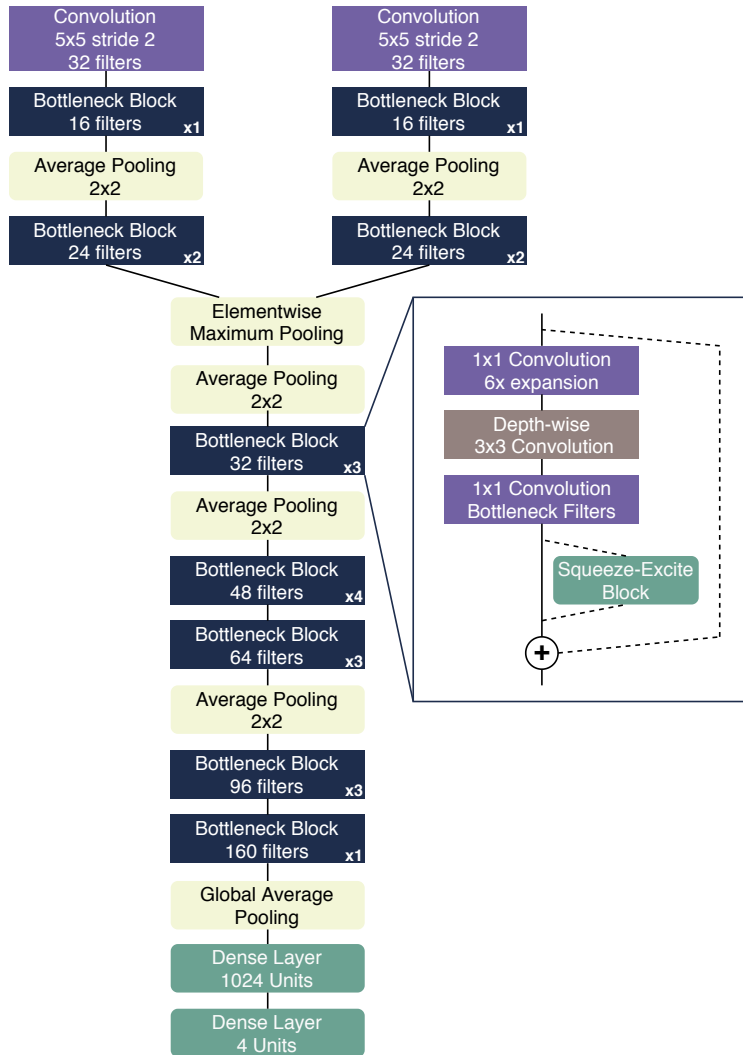 Convolution
5x5 stride 2
32 filters
Bottleneck Block
16 filters
x1
Average Pooling
2x2
Bottleneck Block
24 filters
x2
Convolution
5x5 stride 2
32 filters
Bottleneck Block
16 filters
x1
Average Pooling
2x2
Bottleneck Block
24 filters
x2
Elementwise
Maximum Pooling
Average Pooling
2x2
Bottleneck Block
32 filters
x3
Average Pooling
2x2
Bottleneck Block
48 filters
x4
Bottleneck Block
64 filters
x3
Average Pooling
2x2
Bottleneck Block
96 filters
x3
Bottleneck Block
160 filters
x1
Global Average
Pooling
Dense Layer
1024 Units
Dense Layer
4 Units
1x1 Convolution
6x expansion
Depth-wise
3x3 Convolution
1x1 Convolution
Bottleneck Filters
Squeeze-Excite
Block
+